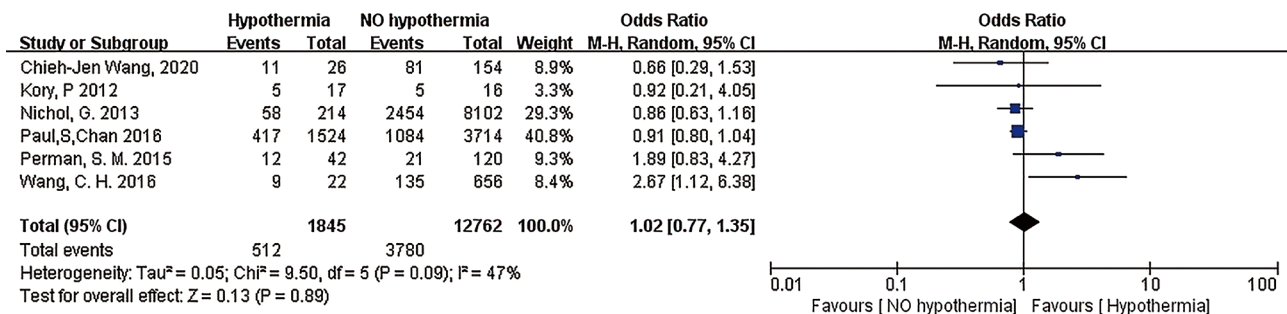 Hypothermia NO hypothermia Odds Ratio Odds Ratio
Study or Subgroup Events Total Events Total Weight M-H, Random, 95% CI M-H, Random, 95% CI
Chieh-Jen Wang, 2020 11 26 81 154 8.9% 0.66 [0.29, 1.53]
Kory, P 2012 5 17 5 16 3.3% 0.92 [0.21, 4.05]
Nichol, G. 2013 58 214 2454 8102 29.3% 0.86 [0.63, 1.16]
Paul,S,Chan 2016 417 1524 1084 3714 40.8% 0.91 [0.80, 1.04]
Perman, S. M. 2015 12 42 21 120 9.3% 1.89 [0.83, 4.27]
Wang, C. H. 2016 9 22 135 656 8.4% 2.67 [1.12, 6.38]
Total (95% CI) 1845 12762 100.0% 1.02 [0.77, 1.35]
Total events 512 3780
Heterogeneity: Tau² = 0.05; Chi² = 9.50, df = 5 (P = 0.09); I² = 47%
Test for overall effect: Z = 0.13 (P = 0.89)
0.01 0.1 1 10 100
Favours [NO hypothermia] Favours [Hypothermia]